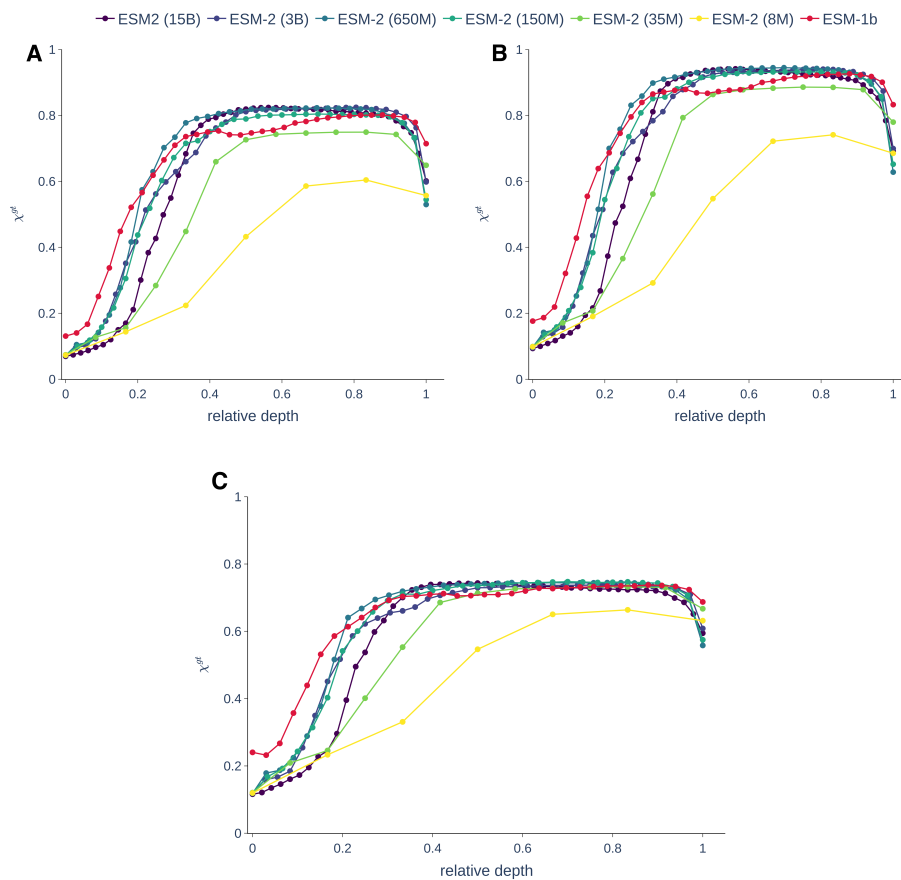 ESM2 (15B) ESM-2 (3B) ESM-2 (650M) ESM-2 (150M) ESM-2 (35M) ESM-2 (8M) ESM-1b
A
1
0.8
0.6
0.4
0.2
0
χ^gt
0 0.2 0.4 0.6 0.8 1
relative depth
B
1
0.8
0.6
0.4
0.2
0
χ^gt
0 0.2 0.4 0.6 0.8 1
relative depth
C
1
0.8
0.6
0.4
0.2
0
χ^gt
0 0.2 0.4 0.6 0.8 1
relative depth